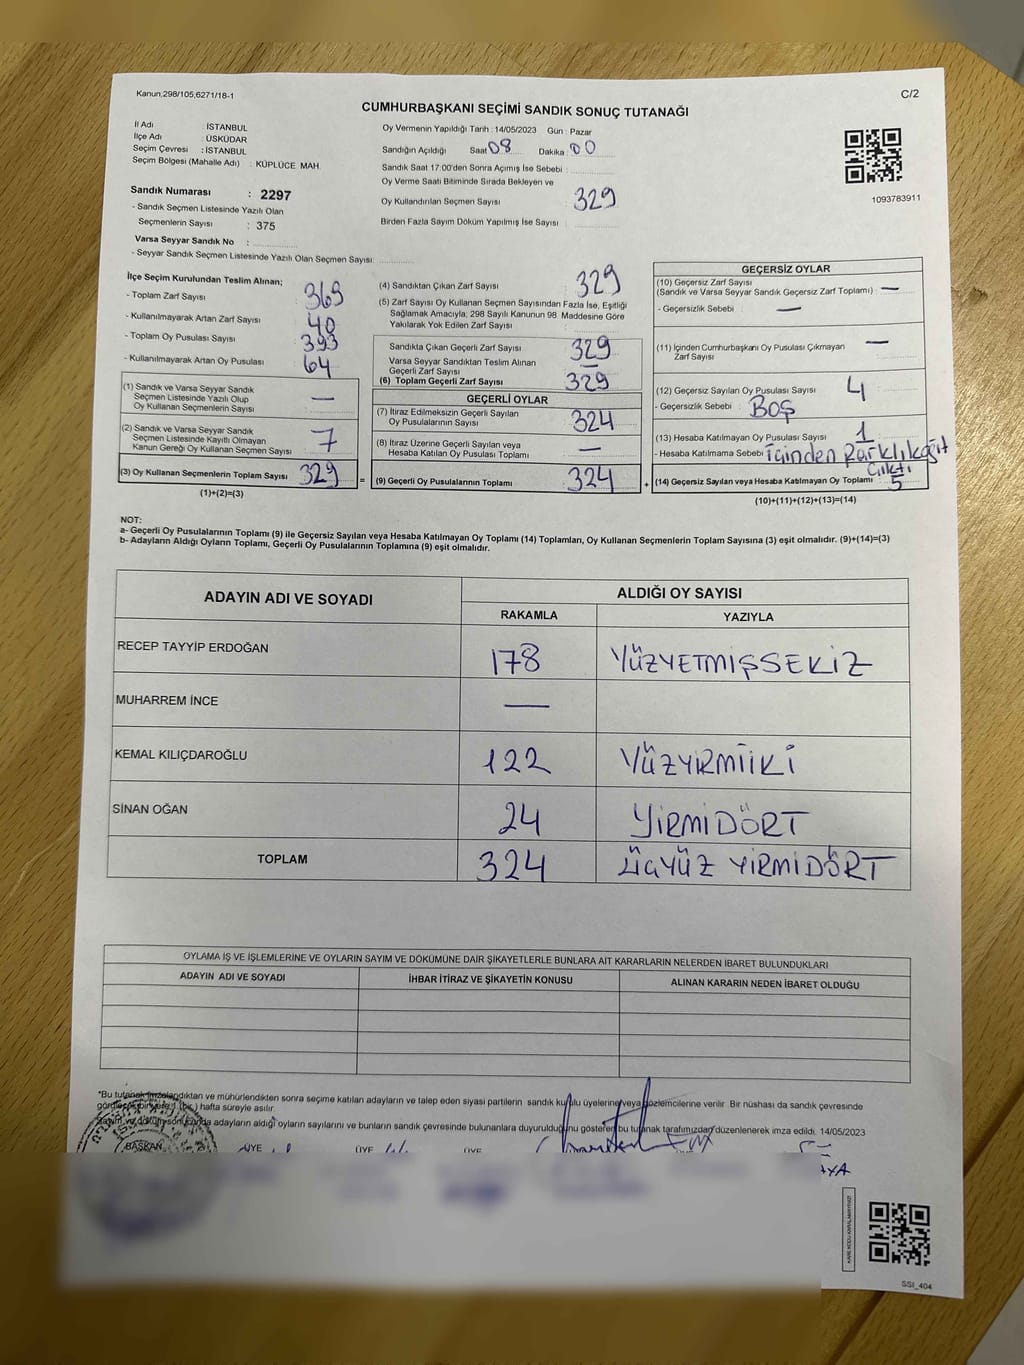 Kanun,298/105,6271/18-1
C/2
CUMHURBAŞKANI SEÇİMİ SANDIK SONUÇ TUTANAĞI
İl Adı : İSTANBUL
İlçe Adı : ÜSKÜDAR
Seçim Çevresi : İSTANBUL
Seçim Bölgesi (Mahalle Adı) : KÜPLÜCE MAH.
Sandık Numarası : 2297
- Sandık Seçmen Listesinde Yazılı Olan
Seçmenlerin Sayısı : 375
Varsa Seyyar Sandık No :
- Seyyar Sandık Seçmen Listesinde Yazılı Olan Seçmen Sayısı:
Oy Vermenin Yapıldığı Tarih : 14/05/2023 Gün : Pazar
Sandığın Açıldığı Saat 08 Dakika : 00
Sandık Saat 17:00'den Sonra Açılmış İse Sebebi :
Oy Verme Saati Bitiminde Sırada Bekleyen ve
Oy Kullandırılan Seçmen Sayısı : 329
Birden Fazla Sayım Döküm Yapılmış İse Sayısı :
1093783911
İlçe Seçim Kurulundan Teslim Alınan;
- Toplam Zarf Sayısı : 369
- Kullanılmayarak Artan Zarf Sayısı : 40
- Toplam Oy Pusulası Sayısı : 393
- Kullanılmayarak Artan Oy Pusulası : 64
(1) Sandık ve Varsa Seyyar Sandık
Seçmen Listesinde Yazılı Olup
Oy Kullanan Seçmenlerin Sayısı : —
(2) Sandık ve Varsa Seyyar Sandık
Seçmen Listesinde Kayıtlı Olmayan
Kanun Gereği Oy Kullanan Seçmen Sayısı : 7
(3) Oy Kullanan Seçmenlerin Toplam Sayısı : 329
(1)+(2)=(3)
(4) Sandıktan Çıkan Zarf Sayısı : 329
(5) Zarf Sayısı Oy Kullanan Seçmen Sayısından Fazla İse, Eşitliği
Sağlamak Amacıyla; 298 Sayılı Kanunun 98. Maddesine Göre
Yakılarak Yok Edilen Zarf Sayısı :
Sandıkta Çıkan Geçerli Zarf Sayısı : 329
Varsa Seyyar Sandıktan Teslim Alınan
Geçerli Zarf Sayısı : —
(6) Toplam Geçerli Zarf Sayısı : 329
GEÇERLİ OYLAR
(7) İtiraz Edilmeksizin Geçerli Sayılan
Oy Pusulalarının Sayısı : 324
(8) İtiraz Üzerine Geçerli Sayılan veya
Hesaba Katılan Oy Pusulası Toplamı : —
= (9) Geçerli Oy Pusulalarının Toplamı : 324
GEÇERSİZ OYLAR
(10) Geçersiz Zarf Sayısı
(Sandık ve Varsa Seyyar Sandık Geçersiz Zarf Toplamı) : —
- Geçersizlik Sebebi : —
(11) İçinden Cumhurbaşkanı Oy Pusulası Çıkmayan
Zarf Sayısı : —
(12) Geçersiz Sayılan Oy Pusulası Sayısı : 4
- Geçersizlik Sebebi : BOŞ
(13) Hesaba Katılmayan Oy Pusulası Sayısı : 1
- Hesaba Katılmama Sebebi : içinden Farklıkağıt
Çıktı
+ (14) Geçersiz Sayılan veya Hesaba Katılmayan Oy Toplamı : 5
(10)+(11)+(12)+(13)=(14)
NOT:
a- Geçerli Oy Pusulalarının Toplamı (9) ile Geçersiz Sayılan veya Hesaba Katılmayan Oy Toplamı (14) Toplamları, Oy Kullanan Seçmenlerin Toplam Sayısına (3) eşit olmalıdır. (9)+(14)=(3)
b- Adayların Aldığı Oyların Toplamı, Geçerli Oy Pusulalarının Toplamına (9) eşit olmalıdır.
ADAYIN ADI VE SOYADI
ALDIĞI OY SAYISI
RAKAMLA YAZIYLA
RECEP TAYYİP ERDOĞAN 178 YÜZYETMİŞSEKİZ
MUHARREM İNCE —
KEMAL KILIÇDAROĞLU 122 YÜZYİRMİİKİ
SİNAN OĞAN 24 YİRMİDÖRT
TOPLAM 324 ÜÇYÜZ YİRMİDÖRT
OYLAMA İŞ VE İŞLEMLERİNE VE OYLARIN SAYIM VE DÖKÜMÜNE DAİR ŞİKAYETLERLE BUNLARA AİT KARARLARIN NELERDEN İBARET BULUNDUKLARI
ADAYIN ADI VE SOYADI İHBAR İTİRAZ VE ŞİKAYETİN KONUSU ALINAN KARARIN NEDEN İBARET OLDUĞU
*Bu tutanak imzalandıktan ve mühürlendikten sonra seçime katılan adayların ve talep eden siyasi partilerin sandık kurulu üyelerine veya gözlemcilerine verilir. Bir nüshası da sandık çevresinde
(bir) hafta süreyle asılır.
adayların aldığı oyların sayılarını ve bunların sandık çevresinde bulunanlara duyurulduğunu gösteren bu tutanak tarafımızdan düzenlenerek imza edildi. 14/05/2023
BAŞKAN ÜYE ÜYE ÜYE
SSI_404